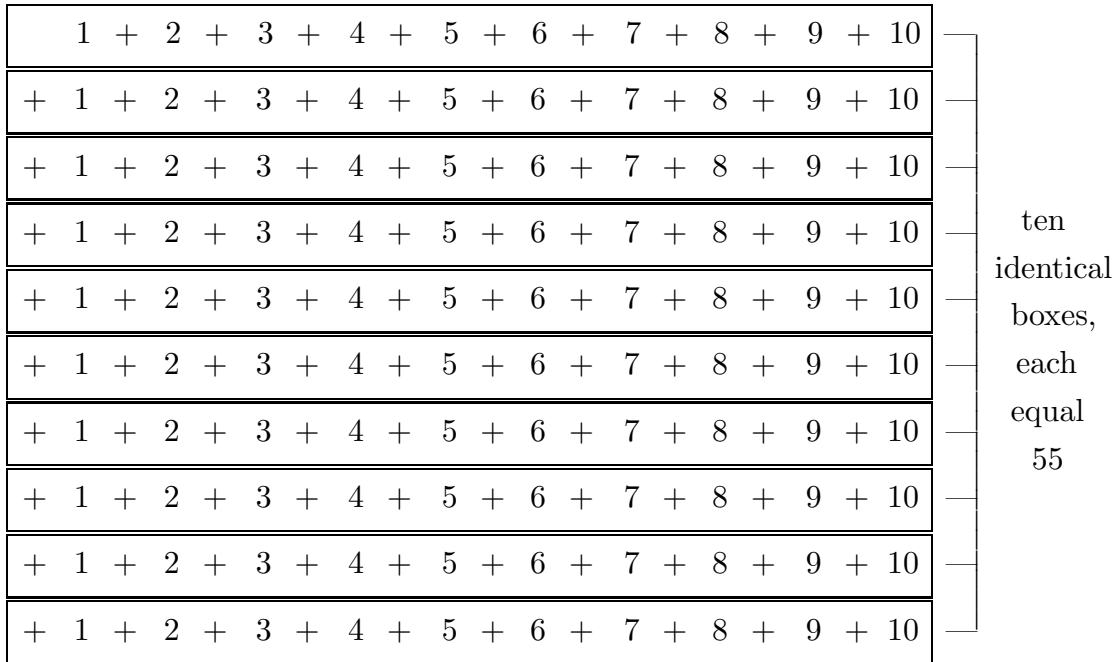 1 + 2 + 3 + 4 + 5 + 6 + 7 + 8 + 9 + 10
+ 1 + 2 + 3 + 4 + 5 + 6 + 7 + 8 + 9 + 10
+ 1 + 2 + 3 + 4 + 5 + 6 + 7 + 8 + 9 + 10
+ 1 + 2 + 3 + 4 + 5 + 6 + 7 + 8 + 9 + 10
+ 1 + 2 + 3 + 4 + 5 + 6 + 7 + 8 + 9 + 10
+ 1 + 2 + 3 + 4 + 5 + 6 + 7 + 8 + 9 + 10
+ 1 + 2 + 3 + 4 + 5 + 6 + 7 + 8 + 9 + 10
+ 1 + 2 + 3 + 4 + 5 + 6 + 7 + 8 + 9 + 10
+ 1 + 2 + 3 + 4 + 5 + 6 + 7 + 8 + 9 + 10
+ 1 + 2 + 3 + 4 + 5 + 6 + 7 + 8 + 9 + 10
ten
identical
boxes,
each
equal
55